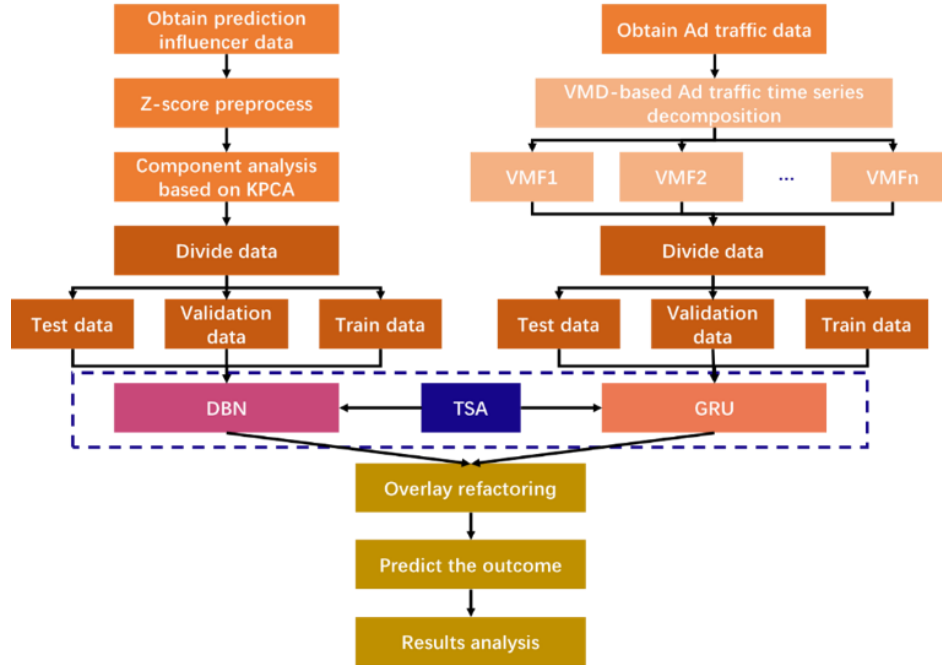 Obtain prediction
influencer data
Z-score preprocess
Component analysis
based on KPCA
Divide data
Test data
Validation
data
Train data
Obtain Ad traffic data
VMD-based Ad traffic time series
decomposition
VMF1
VMF2
...
VMFn
Divide data
Test data
Validation
data
Train data
DBN
TSA
GRU
Overlay refactoring
Predict the outcome
Results analysis